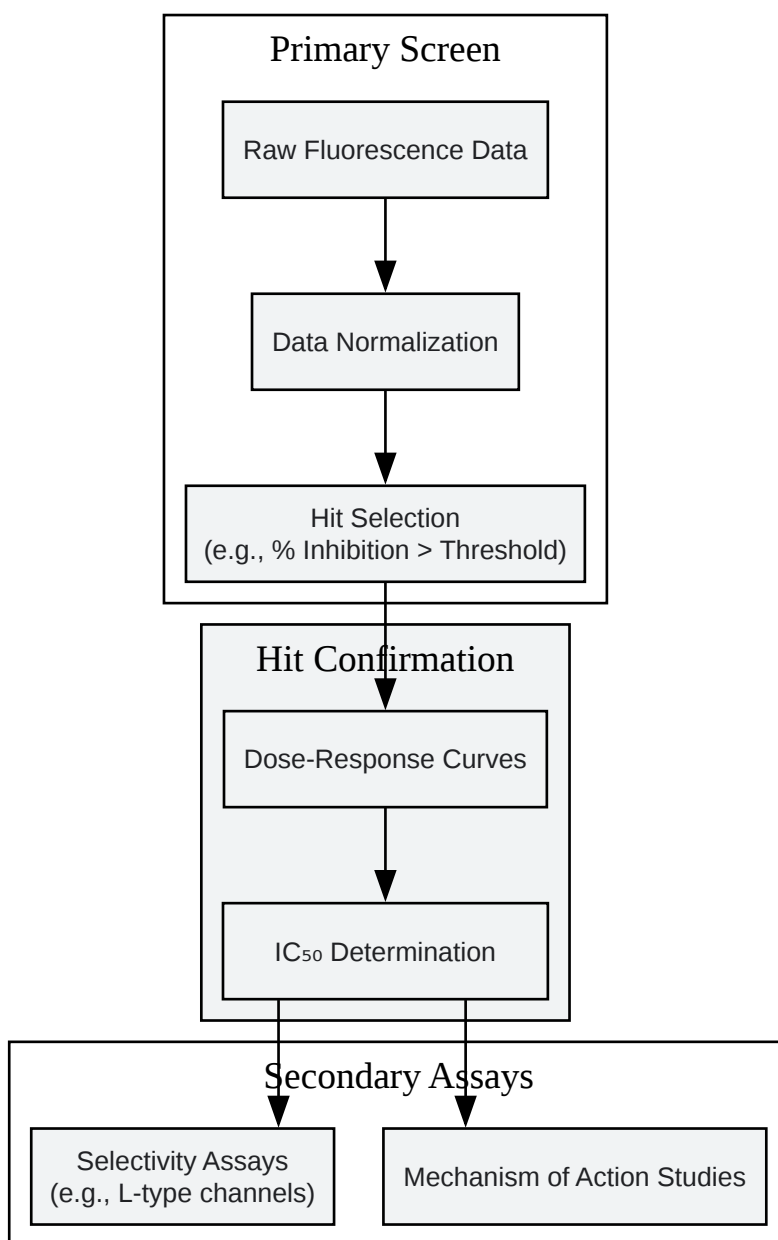 Primary Screen
Raw Fluorescence Data
Data Normalization
Hit Selection
(e.g., % Inhibition > Threshold)
Hit Confirmation
Dose-Response Curves
IC₅₀ Determination
Secondary Assays
Selectivity Assays
(e.g., L-type channels)
Mechanism of Action Studies